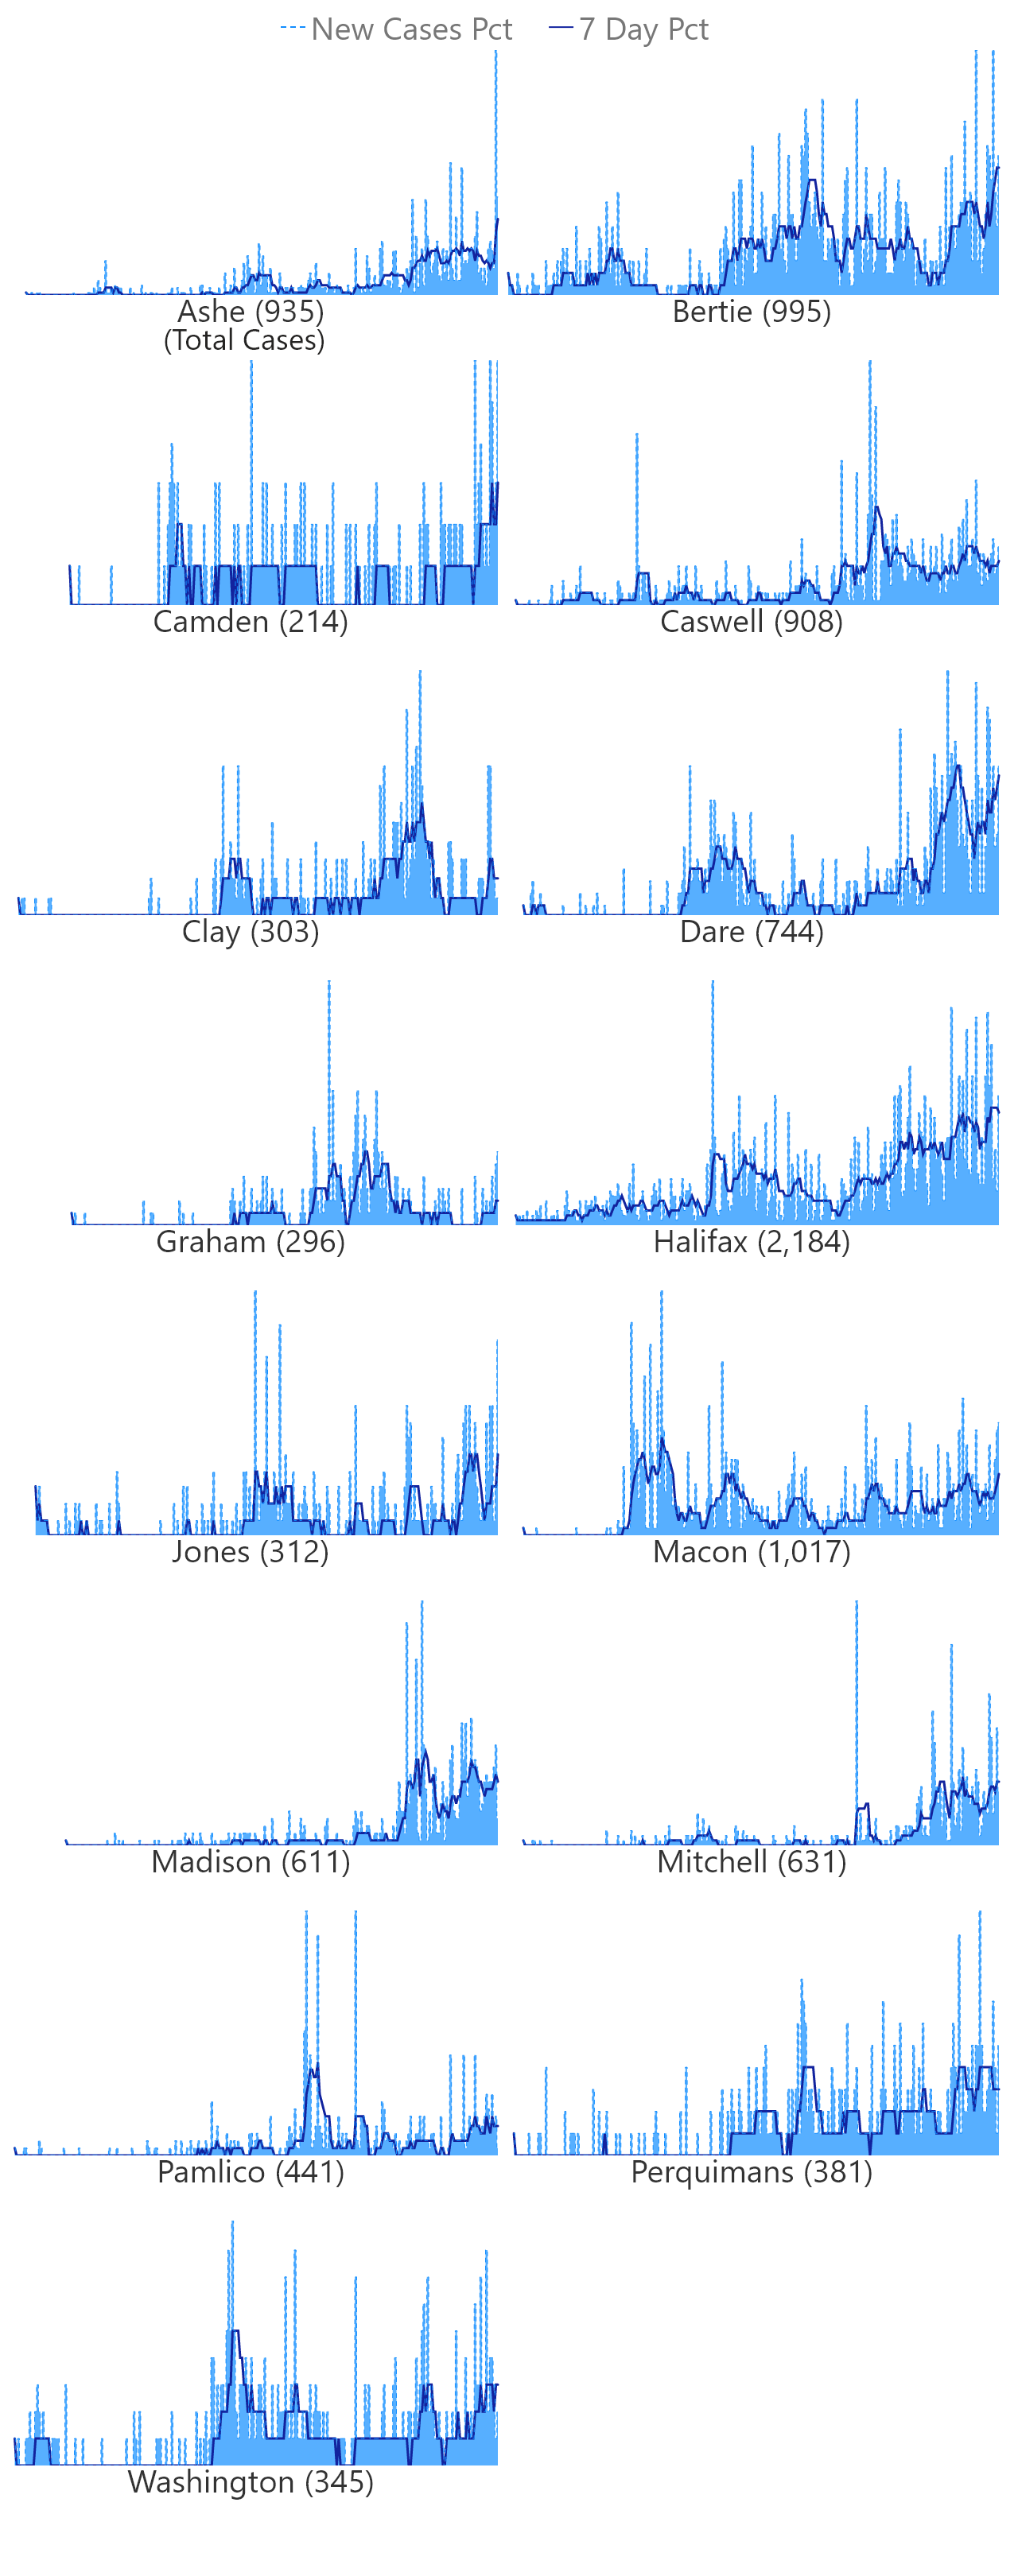 New Cases Pct 7 Day Pct
Ashe (935) Bertie (995)
(Total Cases)
Camden (214) Caswell (908)
Clay (303) Dare (744)
Graham (296) Halifax (2,184)
Jones (312) Macon (1,017)
Madison (611) Mitchell (631)
Pamlico (441) Perquimans (381)
Washington (345)